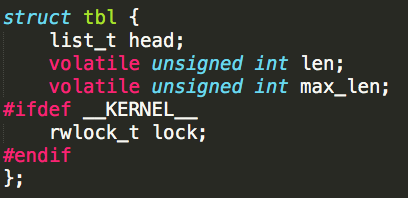 struct tbl {
    list_t head;
    volatile unsigned int len;
    volatile unsigned int max_len;
#ifdef __KERNEL__
    rwlock_t lock;
#endif
};